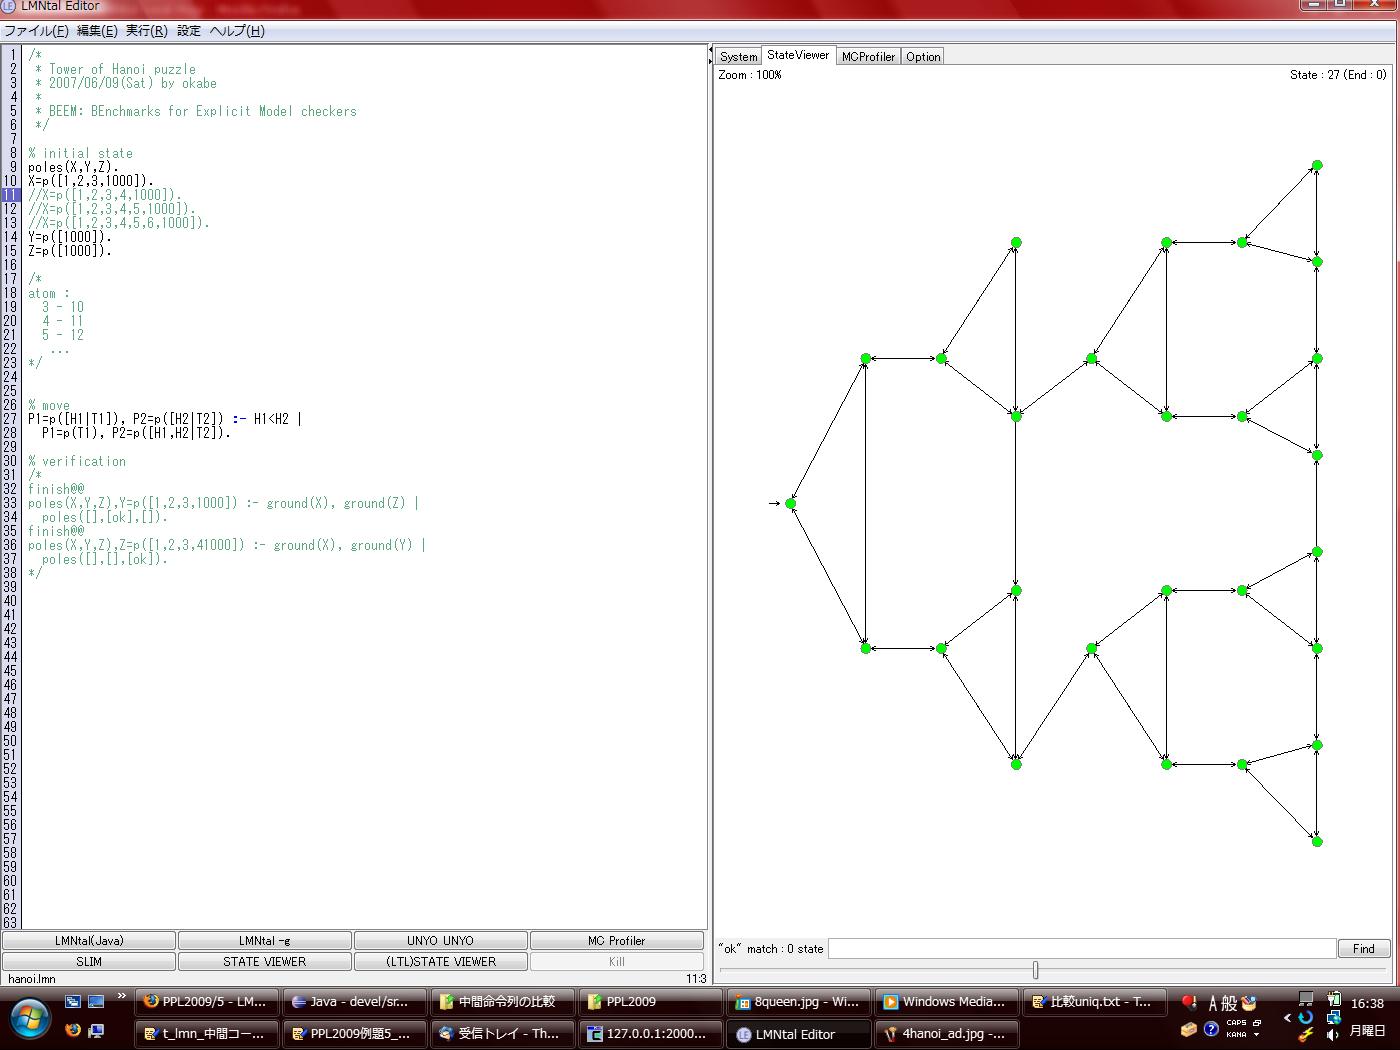 LMNtal Editor
ファイル(F) 編集(E) 実行(R) 設定 ヘルプ(H)
1 /*
2 * Tower of Hanoi puzzle
3 * 2007/06/09(Sat) by okabe
4 *
5 * BEEM: BEnchmarks for Explicit Model checkers
6 */
7
8 % initial state
9 poles(X,Y,Z).
10 X=p([1,2,3,1000]).
11 //X=p([1,2,3,4,1000]).
12 //X=p([1,2,3,4,5,1000]).
13 //X=p([1,2,3,4,5,6,1000]).
14 Y=p([1000]).
15 Z=p([1000]).
16
17 /*
18 atom :
19 3 - 10
20 4 - 11
21 5 - 12
22 ...
23 */
24
25
26 % move
27 P1=p([H1|T1]), P2=p([H2|T2]) :- H1<H2 |
28 P1=p(T1), P2=p([H1,H2|T2]).
29
30 % verification
31 /*
32 finish@@
33 poles(X,Y,Z),Y=p([1,2,3,1000]) :- ground(X), ground(Z) |
34 poles([],[ok],[]).
35 finish@@
36 poles(X,Y,Z),Z=p([1,2,3,41000]) :- ground(X), ground(Y) |
37 poles([],[],[ok]).
38 */
39
40
41
42
43
44
45
46
47
48
49
50
51
52
53
54
55
56
57
58
59
60
61
62
63
LMNtal(Java) LMNtal -g UNYO UNYO MC Profiler
SLIM STATE VIEWER (LTL)STATE VIEWER Kill
hanoi.lmn 11:3
System StateViewer MCProfiler Option
Zoom : 100% State : 27 (End : 0)
"ok" match : 0 state Find
PPL2009/5 - LM... Java - devel/sr... 中間命令列の比較 PPL2009 8queen.jpg - Wi... Windows Media... 比較uniq.txt - T... A 般 16:38
t_lmn_中間コー... PPL2009例題5_... 受信トレイ - Th... 127.0.0.1:2000... LMNtal Editor 4hanoi_ad.jpg -... CAPS KANA 月曜日